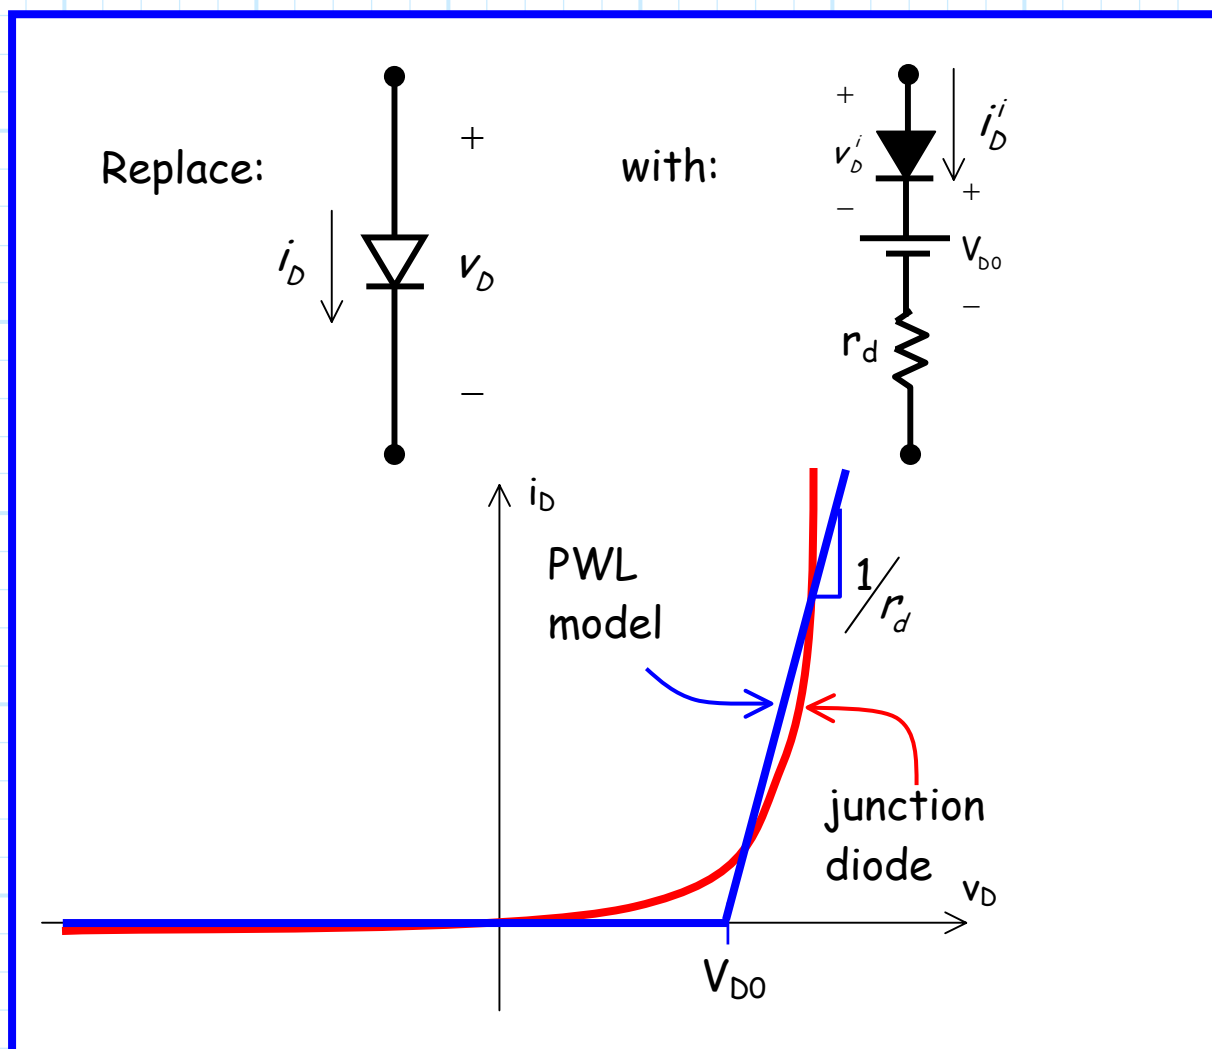 Replace:
+
i_D
v_D
−
with:
+
v_D^i
−
i_D^i
+
V_D0
−
r_d
i_D
PWL
model
1/r_d
junction
diode
v_D
V_D0